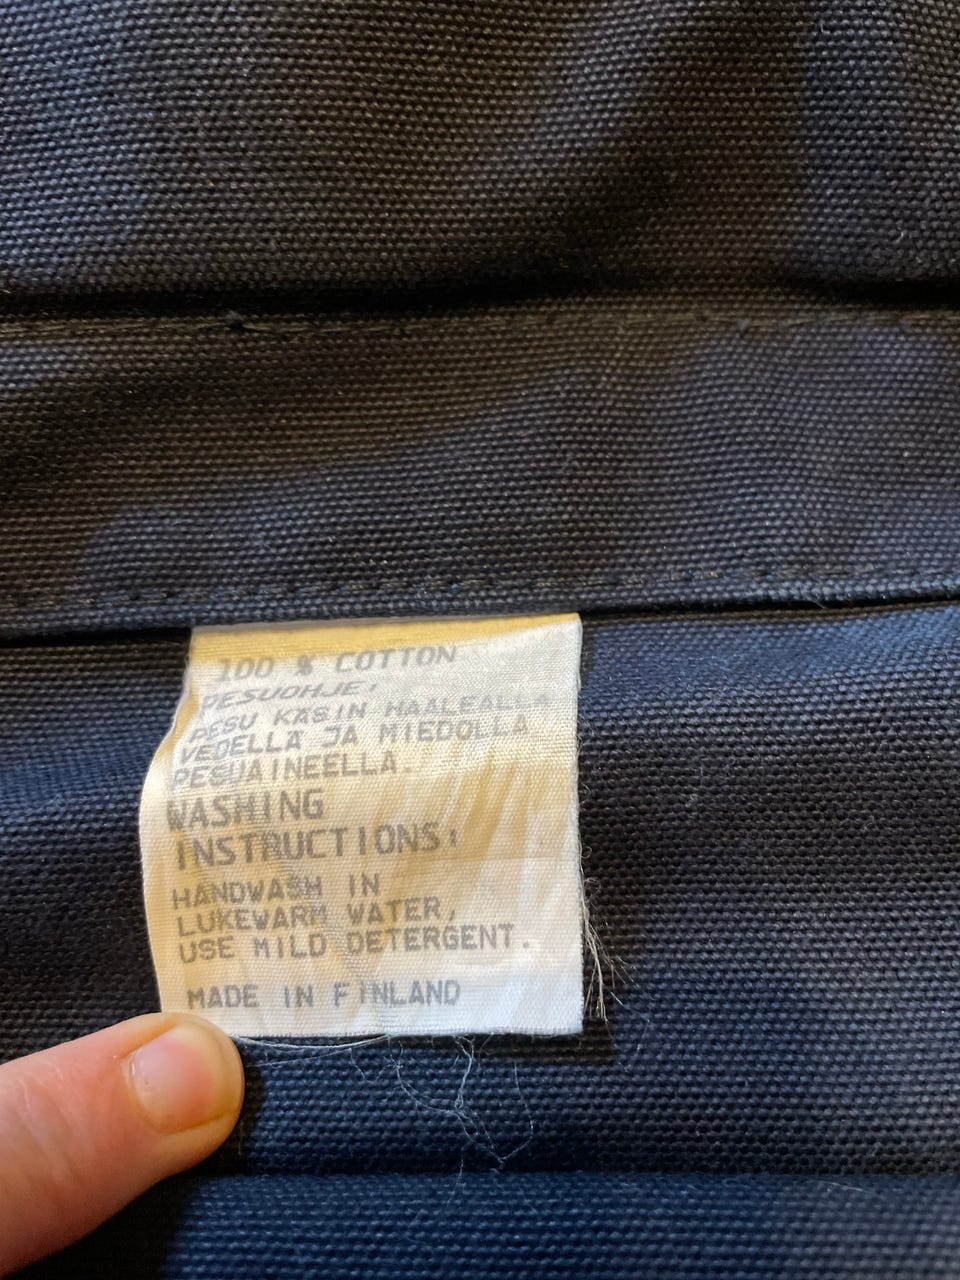 100 % COTTON
PESUOHJE:
PESU KÄSIN HAALEALLA
VEDELLÄ JA MIEDOLLA
PESUAINEELLA.
WASHING
INSTRUCTIONS:
HANDWASH IN
LUKEWARM WATER,
USE MILD DETERGENT.
MADE IN FINLAND